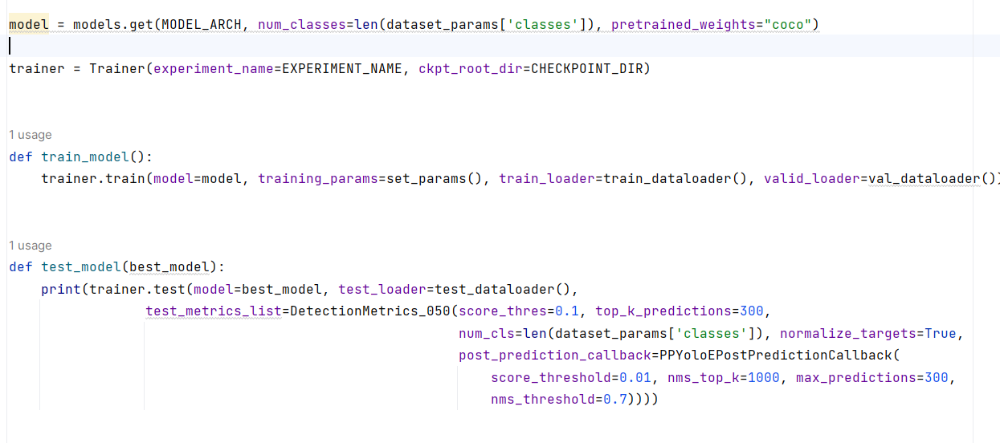 model = models.get(MODEL_ARCH, num_classes=len(dataset_params['classes']), pretrained_weights="coco")
trainer = Trainer(experiment_name=EXPERIMENT_NAME, ckpt_root_dir=CHECKPOINT_DIR)
1 usage
def train_model():
    trainer.train(model=model, training_params=set_params(), train_loader=train_dataloader(), valid_loader=val_dataloader())
1 usage
def test_model(best_model):
    print(trainer.test(model=best_model, test_loader=test_dataloader(),
                 test_metrics_list=DetectionMetrics_050(score_thres=0.1, top_k_predictions=300,
                                                        num_cls=len(dataset_params['classes']), normalize_targets=True,
                                                        post_prediction_callback=PPYoloEPostPredictionCallback(
                                                            score_threshold=0.01, nms_top_k=1000, max_predictions=300,
                                                            nms_threshold=0.7))))